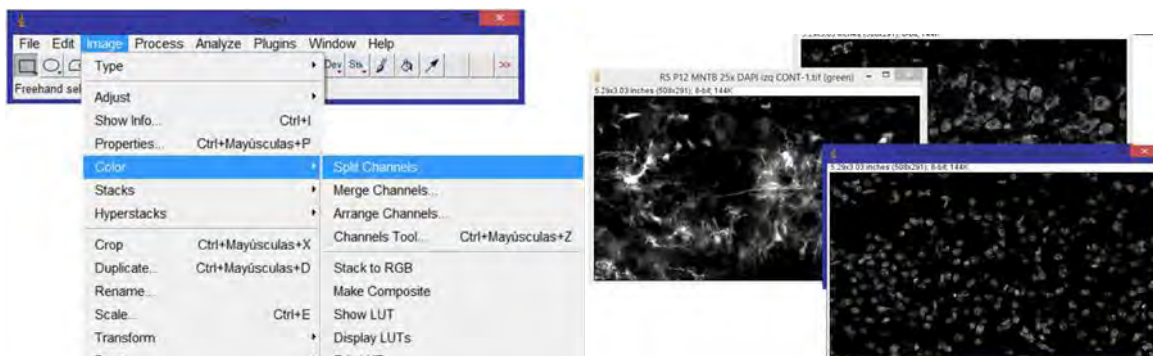 File Edit Image Process Analyze Plugins Window Help
Dev Stk >>
Freehand sel
Type
Adjust
Show Info... Ctrl+I
Properties... Ctrl+Mayúsculas+P
Color
Stacks
Hyperstacks
Crop Ctrl+Mayúsculas+X
Duplicate... Ctrl+Mayúsculas+D
Rename...
Scale... Ctrl+E
Transform
Split Channels
Merge Channels...
Arrange Channels...
Channels Tool... Ctrl+Mayúsculas+Z
Stack to RGB
Make Composite
Show LUT
Display LUTs
R5 P12 MNTB 25x DAPI izq CONT-1.tif (green)
5.29x3.03 inches (508x291); 8-bit; 144K
5.29x3.03 inches (508x291); 8-bit; 144K
5.29x3.03 inches (508x291); 8-bit; 144K